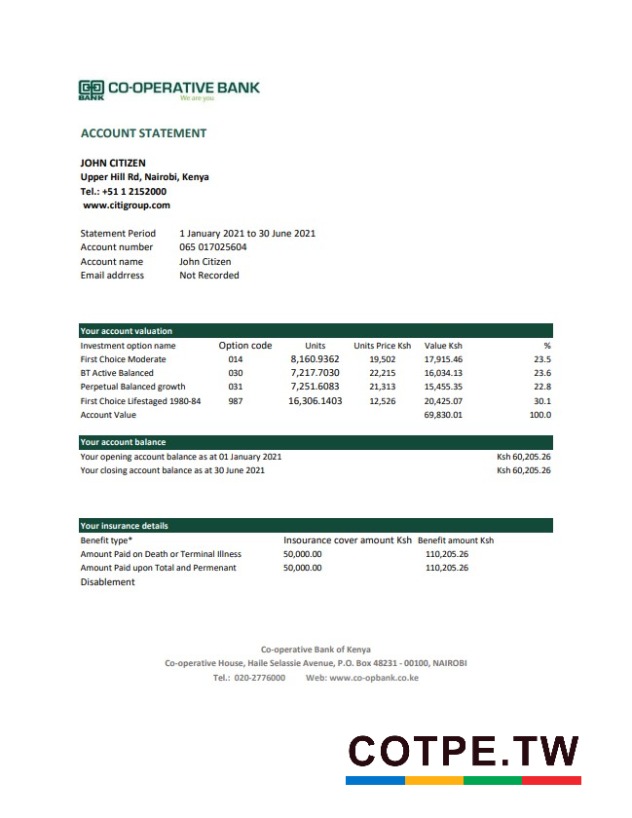 CO-OPERATIVE BANK
BANK
We are you
ACCOUNT STATEMENT
JOHN CITIZEN
Upper Hill Rd, Nairobi, Kenya
Tel.: +51 1 2152000
www.citigroup.com
Statement Period 1 January 2021 to 30 June 2021
Account number 065 017025604
Account name John Citizen
Email addrress Not Recorded
Your account valuation
Investment option name Option code Units Units Price Ksh Value Ksh %
First Choice Moderate 014 8,160.9362 19,502 17,915.46 23.5
BT Active Balanced 030 7,217.7030 22,215 16,034.13 23.6
Perpetual Balanced growth 031 7,251.6083 21,313 15,455.35 22.8
First Choice Lifestaged 1980-84 987 16,306.1403 12,526 20,425.07 30.1
Account Value 69,830.01 100.0
Your account balance
Your opening account balance as at 01 January 2021 Ksh 60,205.26
Your closing account balance as at 30 June 2021 Ksh 60,205.26
Your insurance details
Benefit type* Insourance cover amount Ksh Benefit amount Ksh
Amount Paid on Death or Terminal Illness 50,000.00 110,205.26
Amount Paid upon Total and Permenant 50,000.00 110,205.26
Disablement
Co-operative Bank of Kenya
Co-operative House, Haile Selassie Avenue, P.O. Box 48231 - 00100, NAIROBI
Tel.: 020-2776000 Web: www.co-opbank.co.ke
COTPE.TW